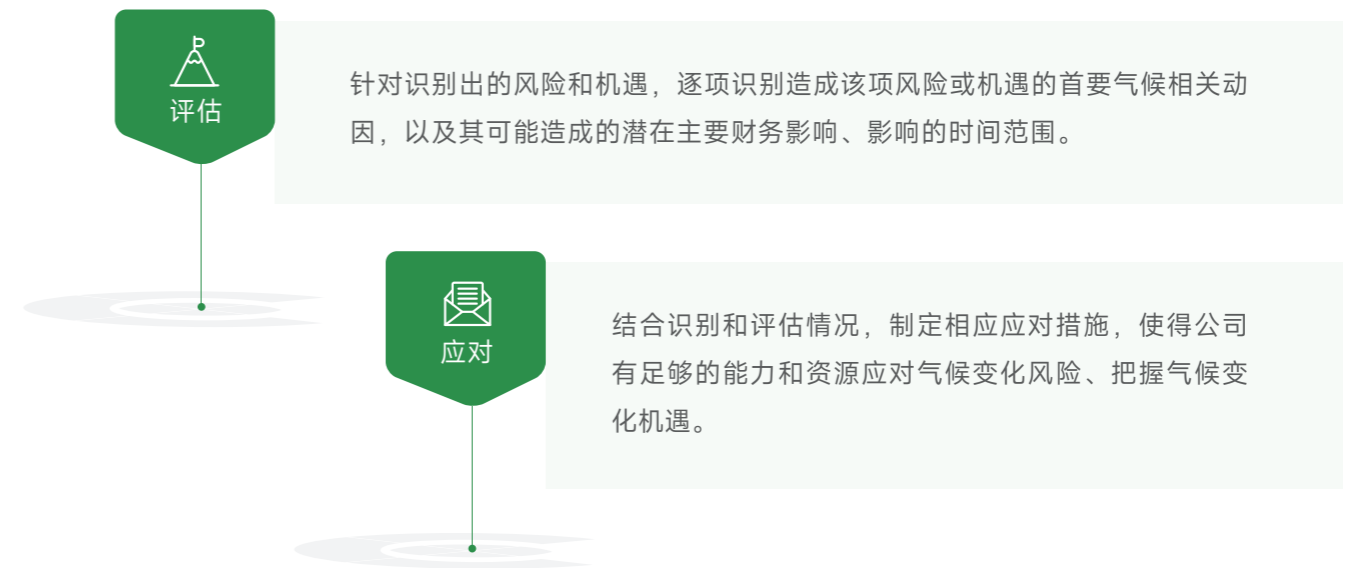 评估
针对识别出的风险和机遇，逐项识别造成该项风险或机遇的首要气候相关动
因，以及其可能造成的潜在主要财务影响、影响的时间范围。
应对
结合识别和评估情况，制定相应应对措施，使得公司
有足够的能力和资源应对气候变化风险、把握气候变
化机遇。